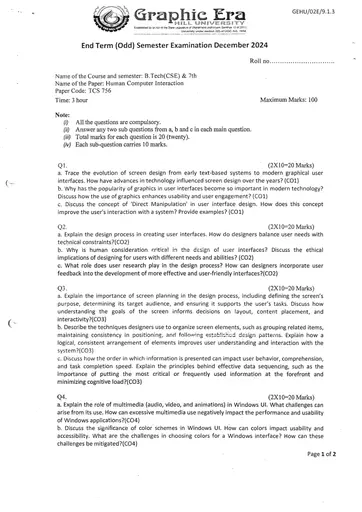 GEHU/02E/9.1.3
Graphic Era
HILL UNIVERSITY
End Term (Odd) Semester Examination December 2024
Roll no..............................
Name of the Course and semester: B.Tech(CSE) & 7th
Name of the Paper: Human Computer Interaction
Paper Code: TCS 756
Time: 3 hour Maximum Marks: 100
Note:
(i) All the questions are compulsory.
(ii) Answer any two sub questions from a, b and c in each main question.
(iii) Total marks for each question is 20 (twenty).
(iv) Each sub-question carries 10 marks.
Q1. (2X10=20 Marks)
a. Trace the evolution of screen design from early text-based systems to modern graphical user
interfaces. How have advances in technology influenced screen design over the years? (CO1)
b. Why has the popularity of graphics in user interfaces become so important in modern technology?
Discuss how the use of graphics enhances usability and user engagement? (CO1)
c. Discuss the concept of 'Direct Manipulation' in user interface design. How does this concept
improve the user's interaction with a system? Provide examples? (CO1)
Q2. (2X10=20 Marks)
a. Explain the design process in creating user interfaces. How do designers balance user needs with
technical constraints?(CO2)
b. Why is human consideration critical in the design of user interfaces? Discuss the ethical
implications of designing for users with different needs and abilities? (CO2)
c. What role does user research play in the design process? How can designers incorporate user
feedback into the development of more effective and user-friendly interfaces?(CO2)
Q3. (2X10=20 Marks)
a. Explain the importance of screen planning in the design process, including defining the screen's
purpose, determining its target audience, and ensuring it supports the user's tasks. Discuss how
understanding the goals of the screen informs decisions on layout, content placement, and
interactivity?(CO3)
b. Describe the techniques designers use to organize screen elements, such as grouping related items,
maintaining consistency in positioning, and following established design patterns. Explain how a
logical, consistent arrangement of elements improves user understanding and interaction with the
system?(CO3)
c. Discuss how the order in which information is presented can impact user behavior, comprehension,
and task completion speed. Explain the principles behind effective data sequencing, such as the
importance of putting the most critical or frequently used information at the forefront and
minimizing cognitive load?(CO3)
Q4. (2X10=20 Marks)
a. Explain the role of multimedia (audio, video, and animations) in Windows UI. What challenges can
arise from its use. How can excessive multimedia use negatively impact the performance and usability
of Windows applications?(CO4)
b. Discuss the significance of color schemes in Windows UI. How can colors impact usability and
accessibility. What are the challenges in choosing colors for a Windows interface? How can these
challenges be mitigated?(CO4)
Page 1 of 2